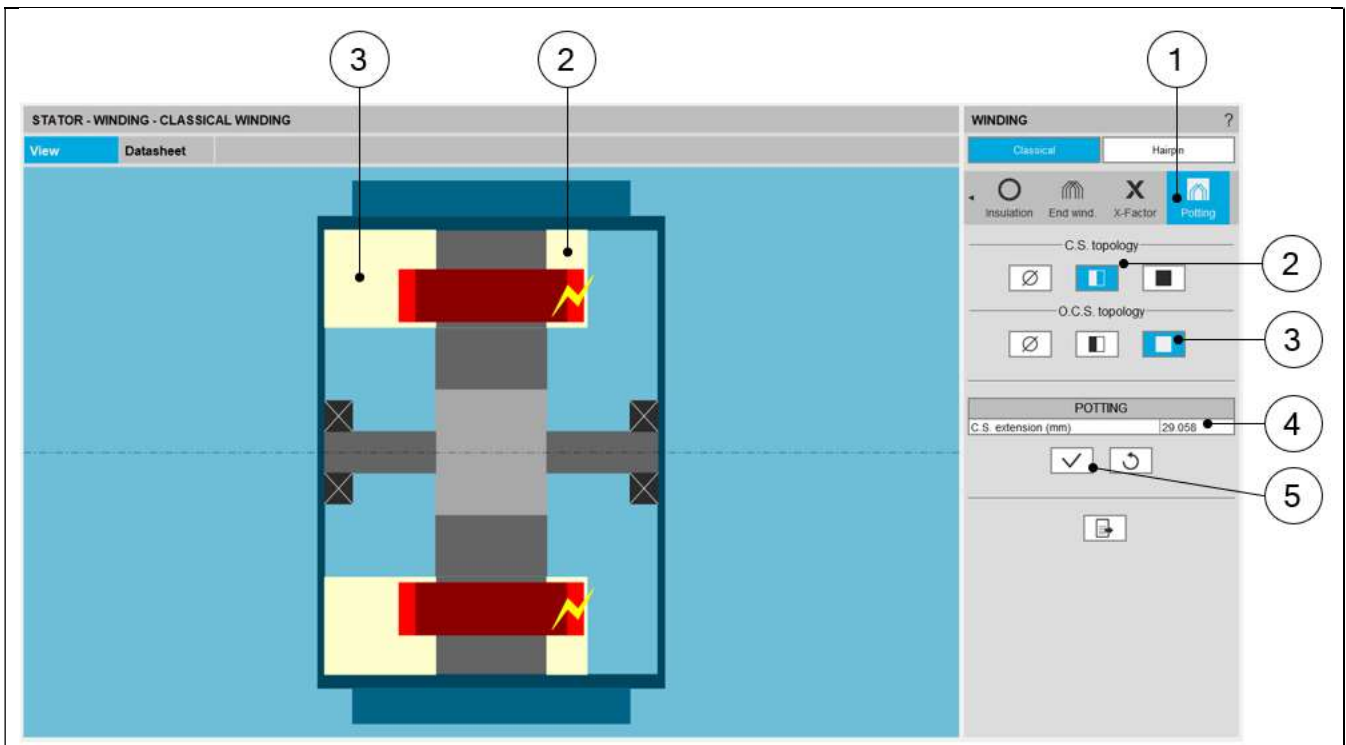 3
2
1
STATOR - WINDING - CLASSICAL WINDING
WINDING
?
View
Datasheet
Classical
Hairpin
Insulation
End wind.
X
X-Factor
Potting
C.S. topology
2
O.C.S. topology
3
POTTING
C.S. extension (mm)
29.058
4
5